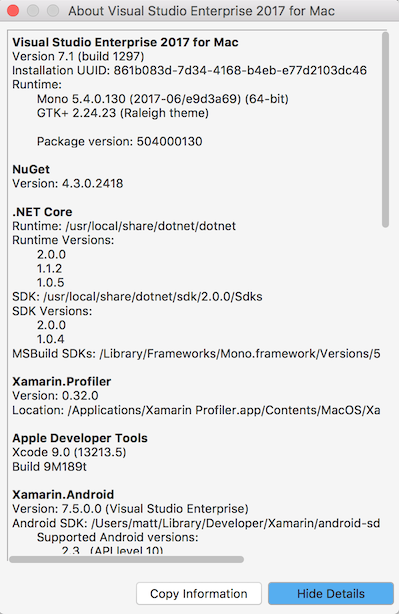 About Visual Studio Enterprise 2017 for Mac
Visual Studio Enterprise 2017 for Mac
Version 7.1 (build 1297)
Installation UUID: 861b083d-7d34-4168-b4eb-e77d2103dc46
Runtime:
Mono 5.4.0.130 (2017-06/e9d3a69) (64-bit)
GTK+ 2.24.23 (Raleigh theme)
Package version: 504000130
NuGet
Version: 4.3.0.2418
.NET Core
Runtime: /usr/local/share/dotnet/dotnet
Runtime Versions:
2.0.0
1.1.2
1.0.5
SDK: /usr/local/share/dotnet/sdk/2.0.0/Sdks
SDK Versions:
2.0.0
1.0.4
MSBuild SDKs: /Library/Frameworks/Mono.framework/Versions/5
Xamarin.Profiler
Version: 0.32.0
Location: /Applications/Xamarin Profiler.app/Contents/MacOS/Xa
Apple Developer Tools
Xcode 9.0 (13213.5)
Build 9M189t
Xamarin.Android
Version: 7.5.0.0 (Visual Studio Enterprise)
Android SDK: /Users/matt/Library/Developer/Xamarin/android-sd
Supported Android versions:
2.3 (API level 10)
Copy Information
Hide Details